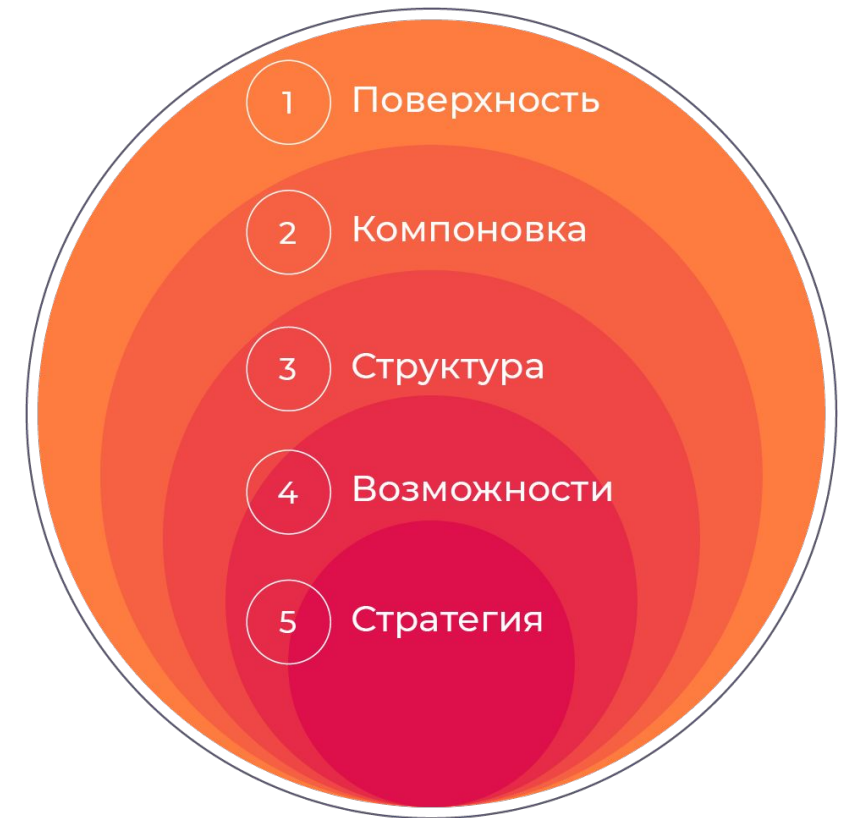 1 Поверхность
2 Компоновка
3 Структура
4 Возможности
5 Стратегия